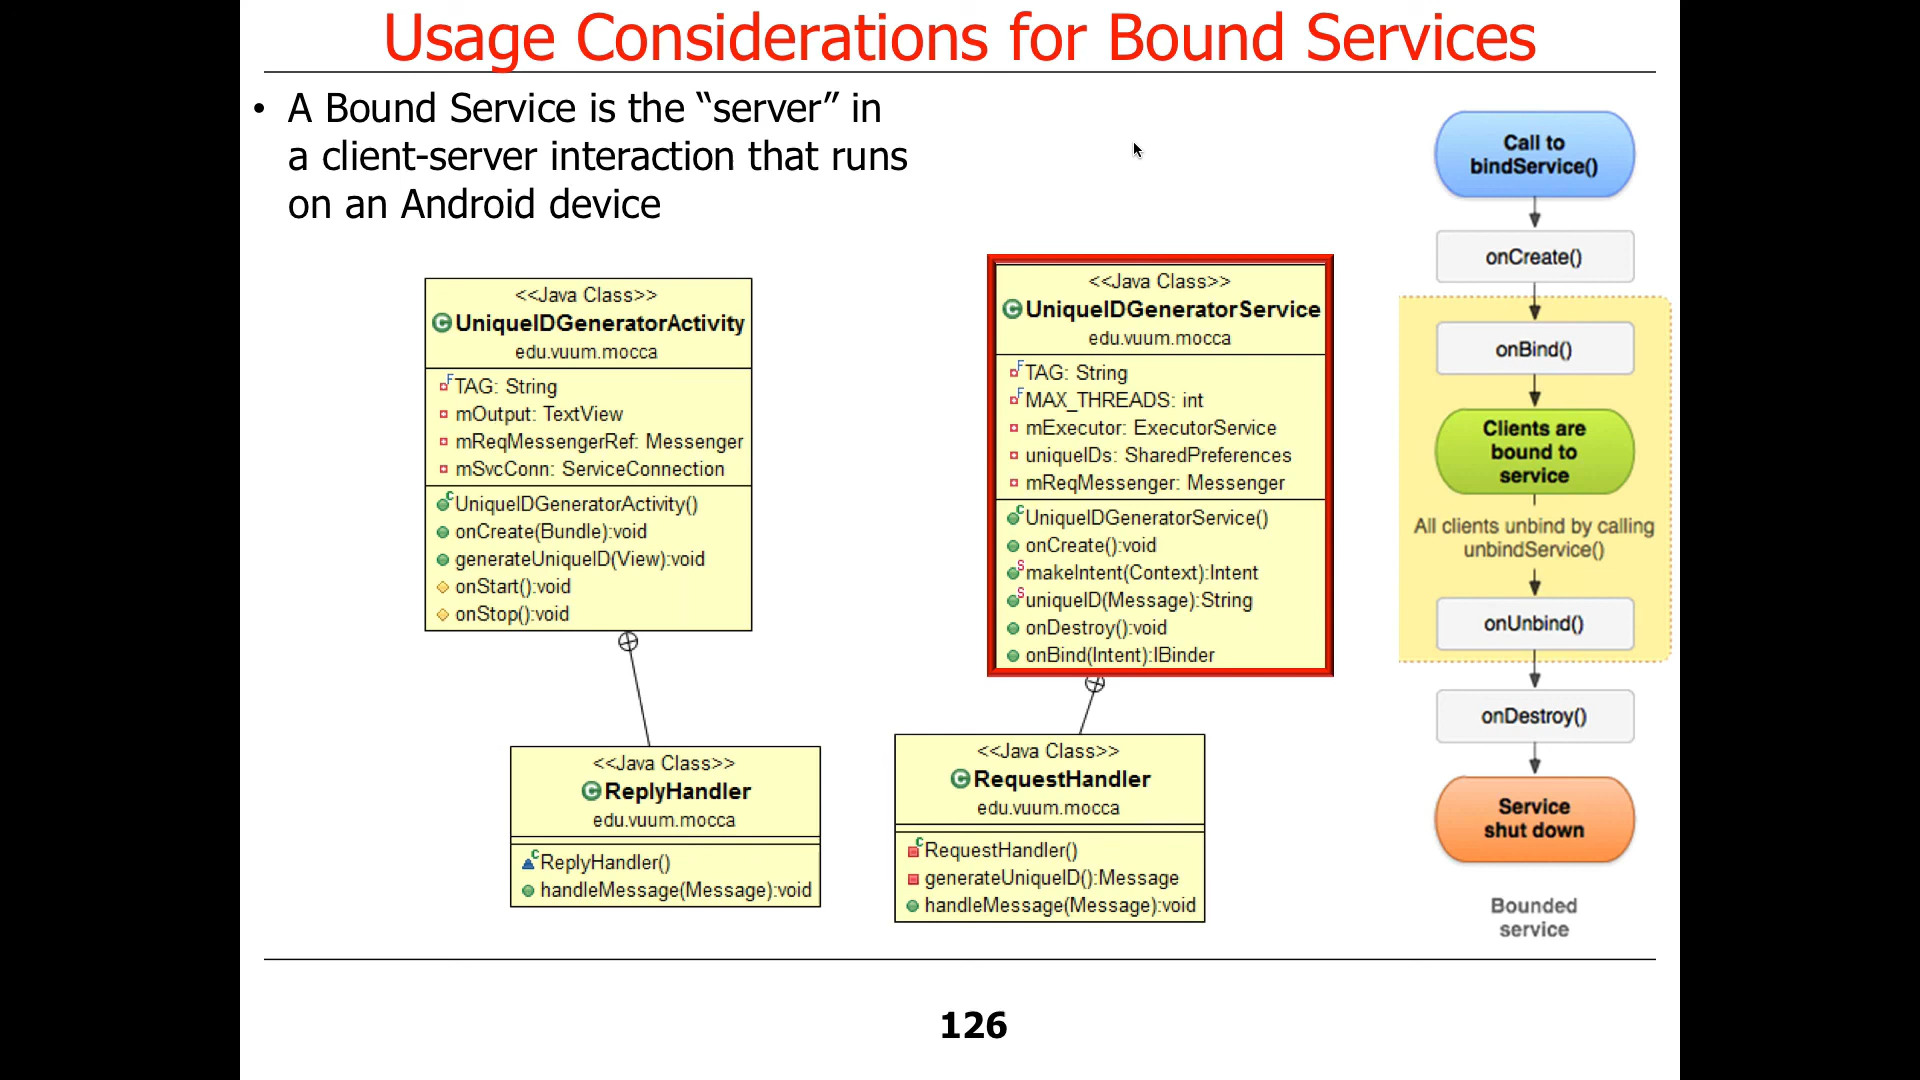 Usage Considerations for Bound Services
• A Bound Service is the “server” in
a client-server interaction that runs
on an Android device
<<Java Class>>
UniqueIDGeneratorActivity
edu.vuum.mocca
TAG: String
mOutput: TextView
mReqMessengerRef: Messenger
mSvcConn: ServiceConnection
UniqueIDGeneratorActivity()
onCreate(Bundle):void
generateUniqueID(View):void
onStart():void
onStop():void
<<Java Class>>
ReplyHandler
edu.vuum.mocca
ReplyHandler()
handleMessage(Message):void
<<Java Class>>
UniqueIDGeneratorService
edu.vuum.mocca
TAG: String
MAX_THREADS: int
mExecutor: ExecutorService
uniqueIDs: SharedPreferences
mReqMessenger: Messenger
UniqueIDGeneratorService()
onCreate():void
makeIntent(Context):Intent
uniqueID(Message):String
onDestroy():void
onBind(Intent):IBinder
<<Java Class>>
RequestHandler
edu.vuum.mocca
RequestHandler()
generateUniqueID():Message
handleMessage(Message):void
Call to
bindService()
onCreate()
onBind()
Clients are
bound to
service
All clients unbind by calling
unbindService()
onUnbind()
onDestroy()
Service
shut down
Bounded
service
126